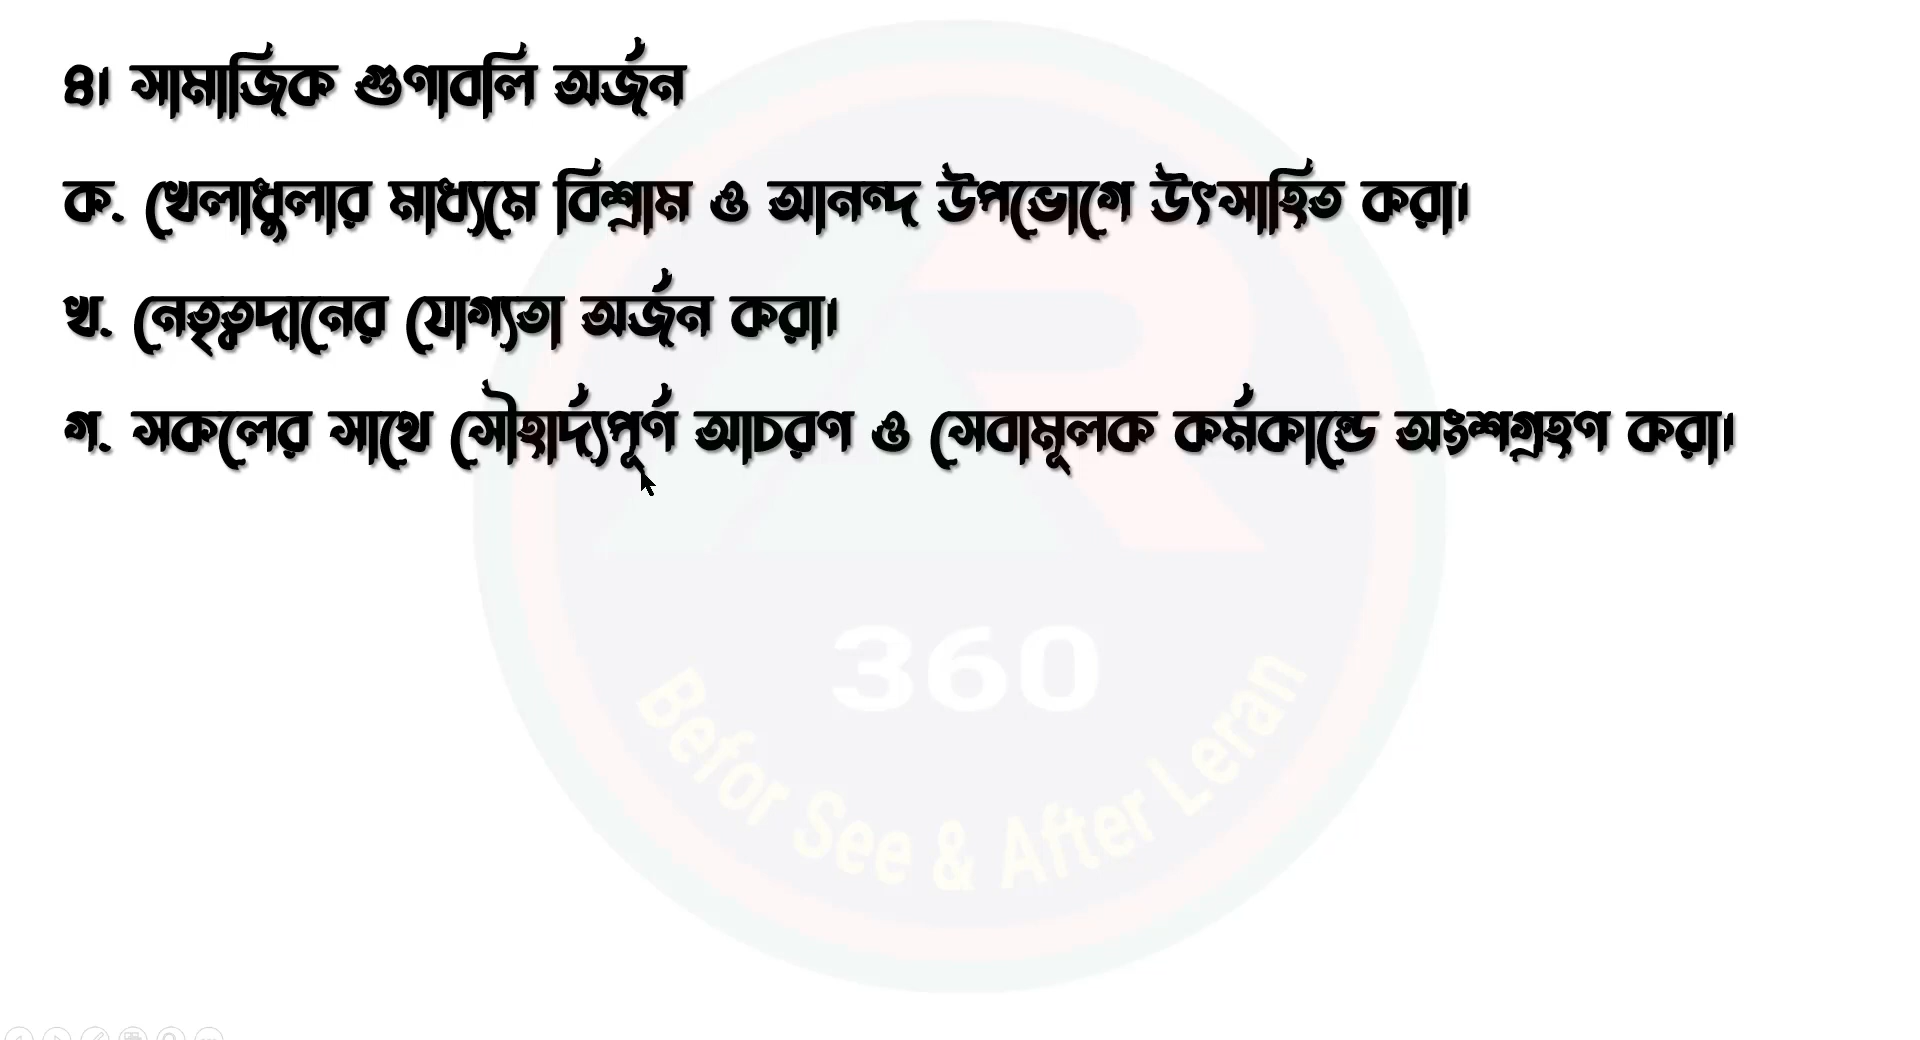 ৪। সামাজিক গুণাবলি অর্জন
ক. খেলাধুলার মাধ্যমে বিশ্রাম ও আনন্দ উপভোগে উৎসাহিত করা।
খ. নেতৃত্বদানের যোগ্যতা অর্জন করা।
গ. সকলের সাথে সৌহার্দ্যপূর্ণ আচরণ ও সেবামূলক কর্মকান্ডে অংশগ্রহণ করা।
R
360
Befor See & After Leran